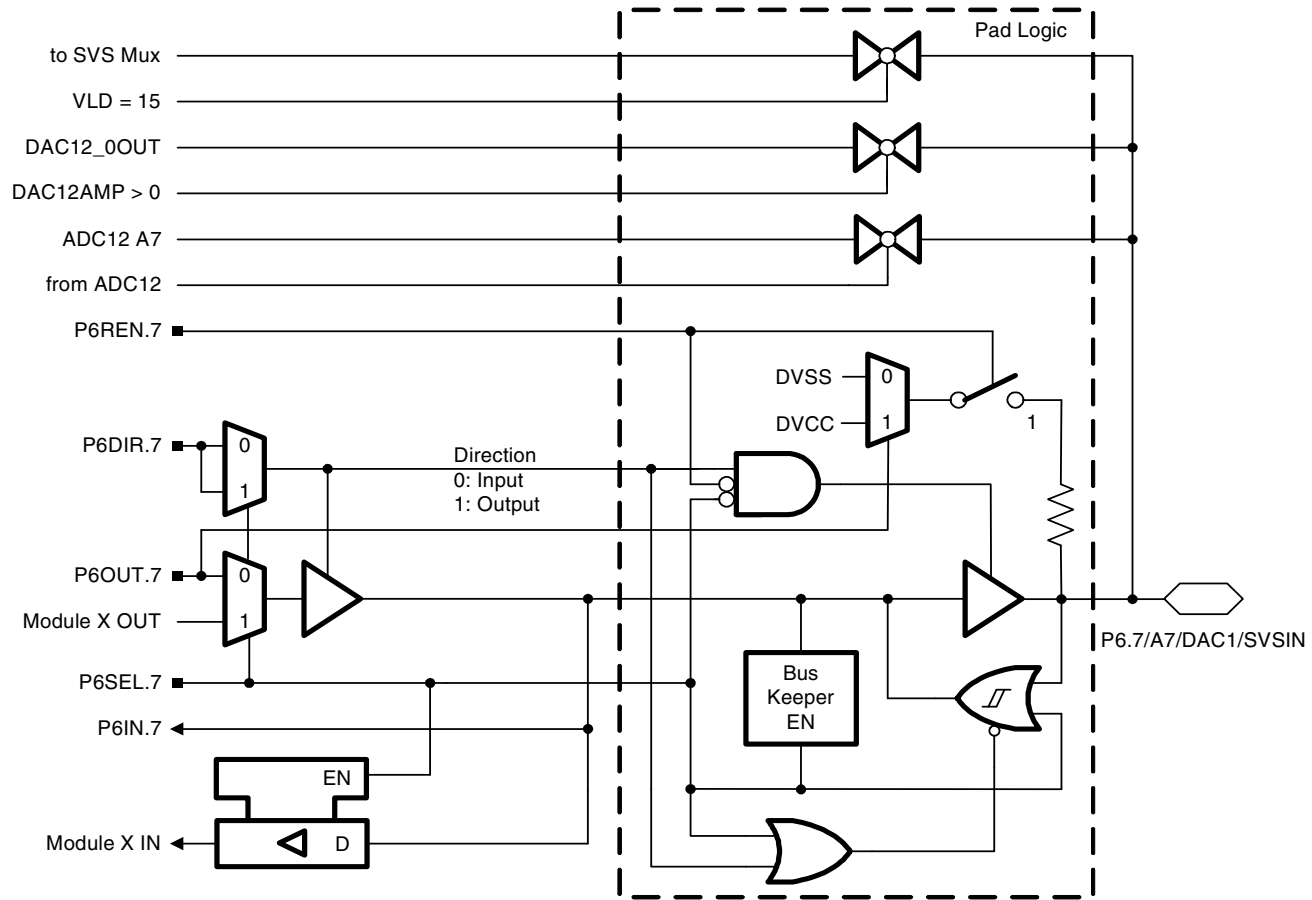 Pad Logic
to SVS Mux
VLD = 15
DAC12_0OUT
DAC12AMP > 0
ADC12 A7
from ADC12
P6REN.7
DVSS
0
DVCC
1
1
P6DIR.7
0
1
Direction
0: Input
1: Output
P6OUT.7
0
Module X OUT
1
P6.7/A7/DAC1/SVSIN
P6SEL.7
Bus
Keeper
EN
P6IN.7
EN
Module X IN
D